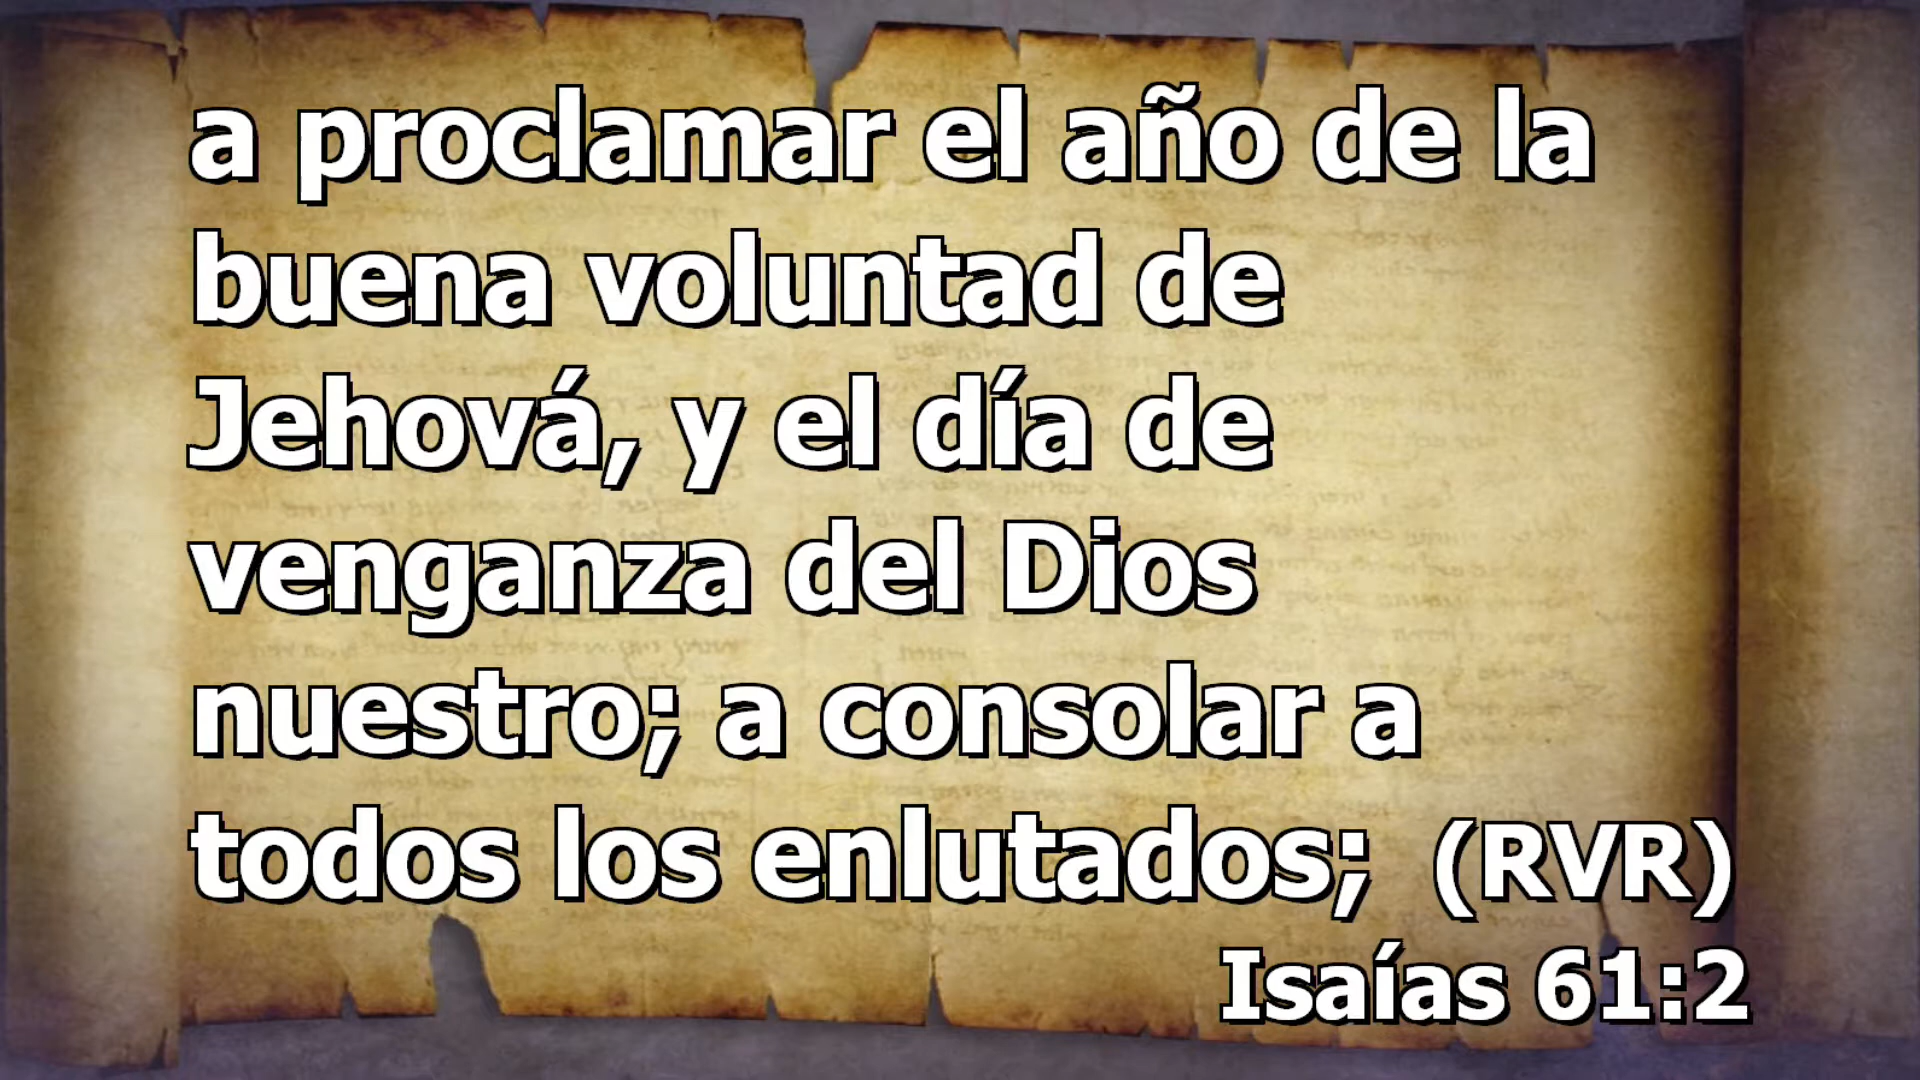 a proclamar el año de la
buena voluntad de
Jehová, y el día de
venganza del Dios
nuestro; a consolar a
todos los enlutados; (RVR)
Isaías 61:2